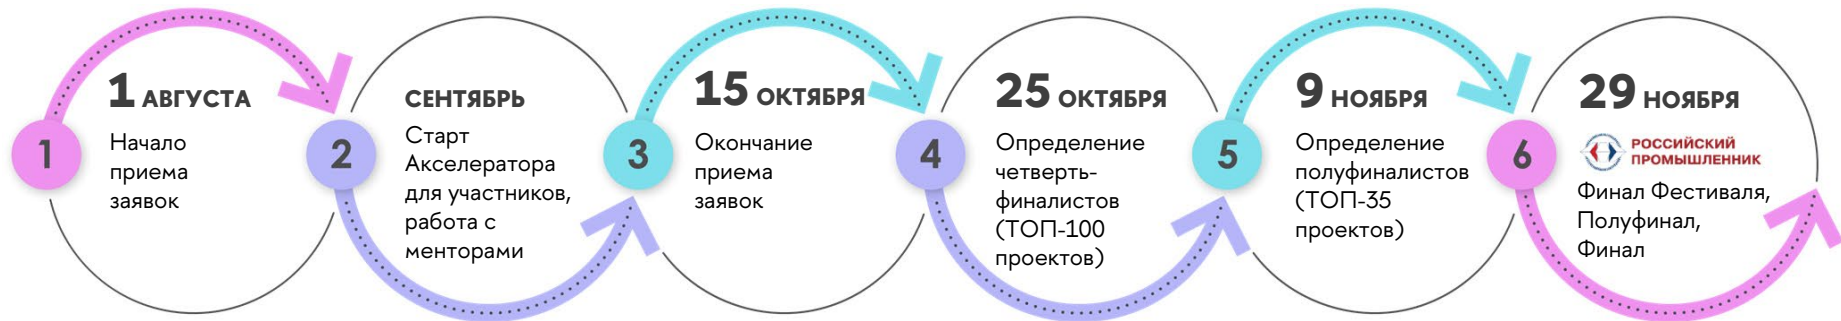 1
1 АВГУСТА
Начало
приема
заявок
2
СЕНТЯБРЬ
Старт
Акселератора
для участников,
работа с
менторами
3
15 ОКТЯБРЯ
Окончание
приема
заявок
4
25 ОКТЯБРЯ
Определение
четверть-
финалистов
(ТОП-100
проектов)
5
9 НОЯБРЯ
Определение
полуфиналистов
(ТОП-35
проектов)
6
29 НОЯБРЯ
РОССИЙСКИЙ
ПРОМЫШЛЕННИК
Финал Фестиваля,
Полуфинал,
Финал